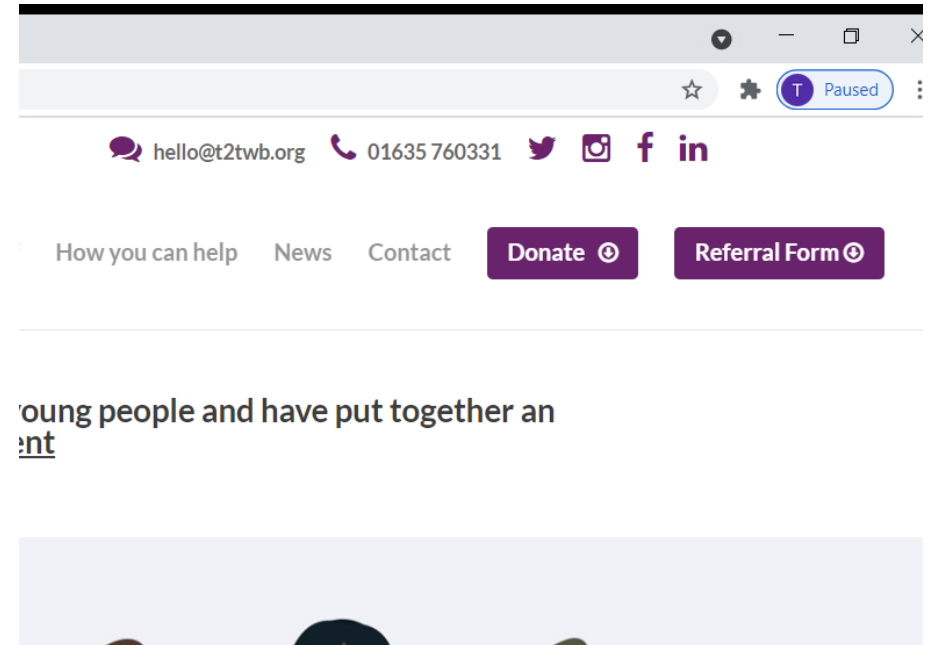 T Paused
hello@t2twb.org 01635 760331
How you can help News Contact Donate Referral Form
young people and have put together an